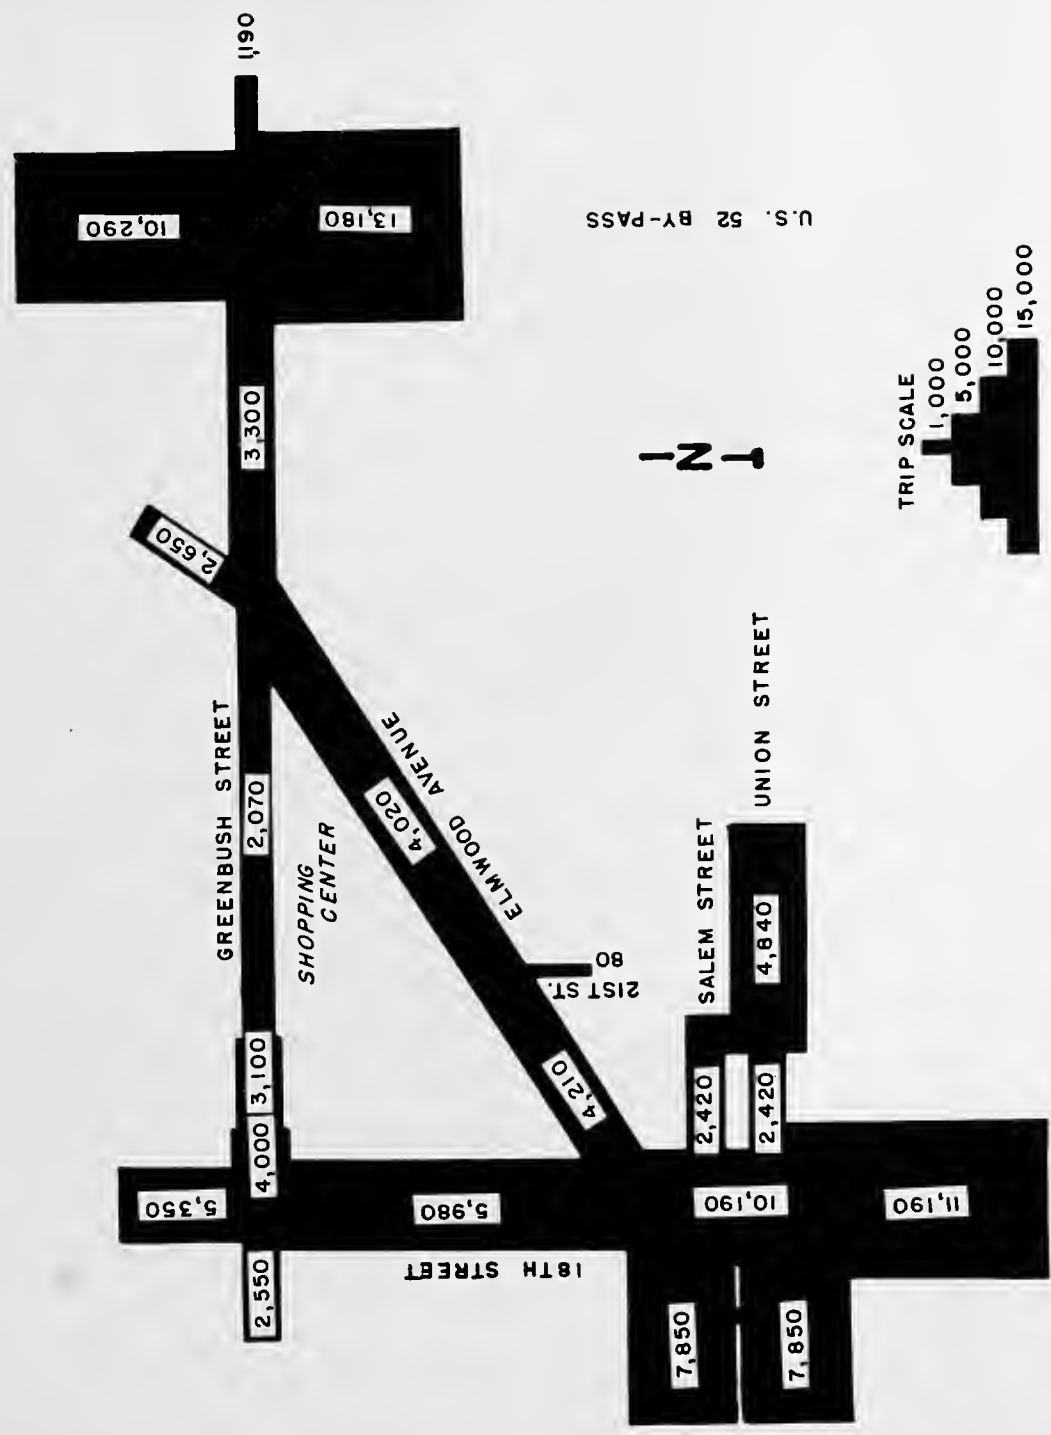 1,190
10,290
13,180
U.S. 52 BY-PASS
3,300
2,650
GREENBUSH STREET
2,070
SHOPPING
CENTER
4,020
ELMWOOD AVENUE
21ST ST.
80
4,210
3,100
4,000
2,550
5,350
5,980
18TH STREET
10,190
11,190
7,850
7,850
SALEM STREET
2,420
2,420
4,840
UNION STREET
N
TRIP SCALE
1,000
5,000
10,000
15,000